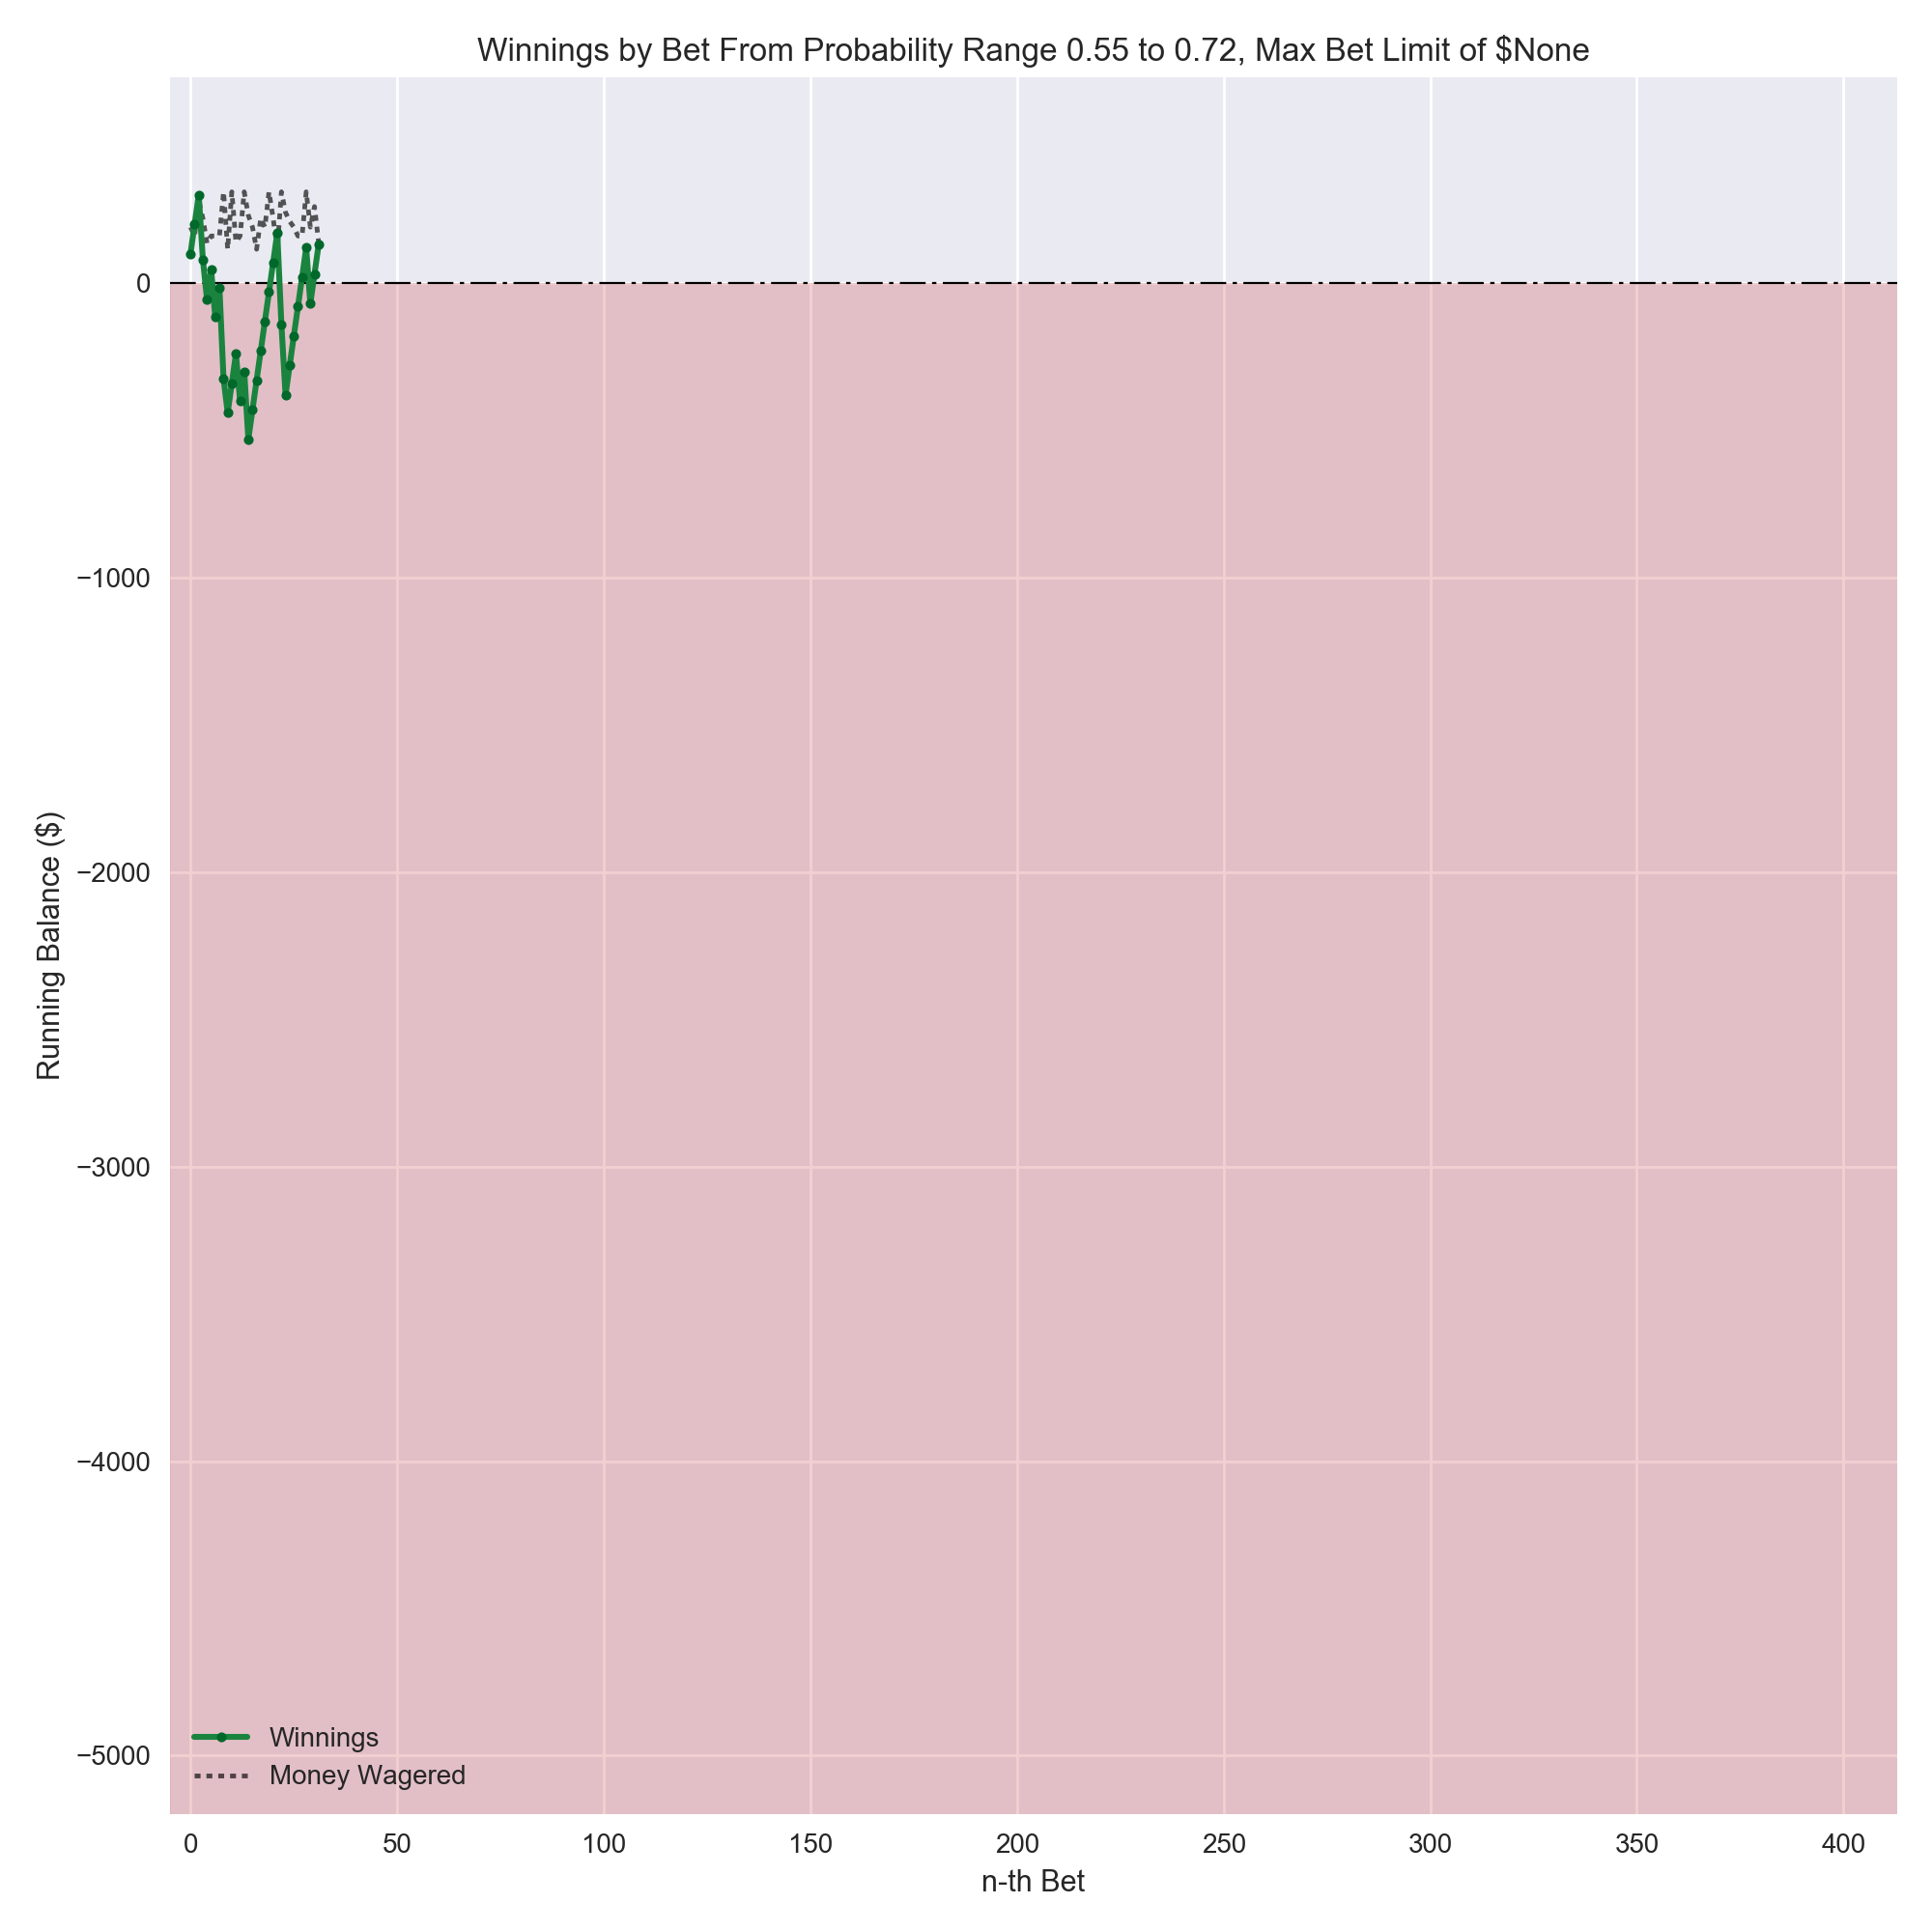 Winnings by Bet From Probability Range 0.55 to 0.72, Max Bet Limit of $None
Running Balance ($)
0
−1000
−2000
−3000
−4000
−5000
Winnings
Money Wagered
0 50 100 150 200 250 300 350 400
n-th Bet